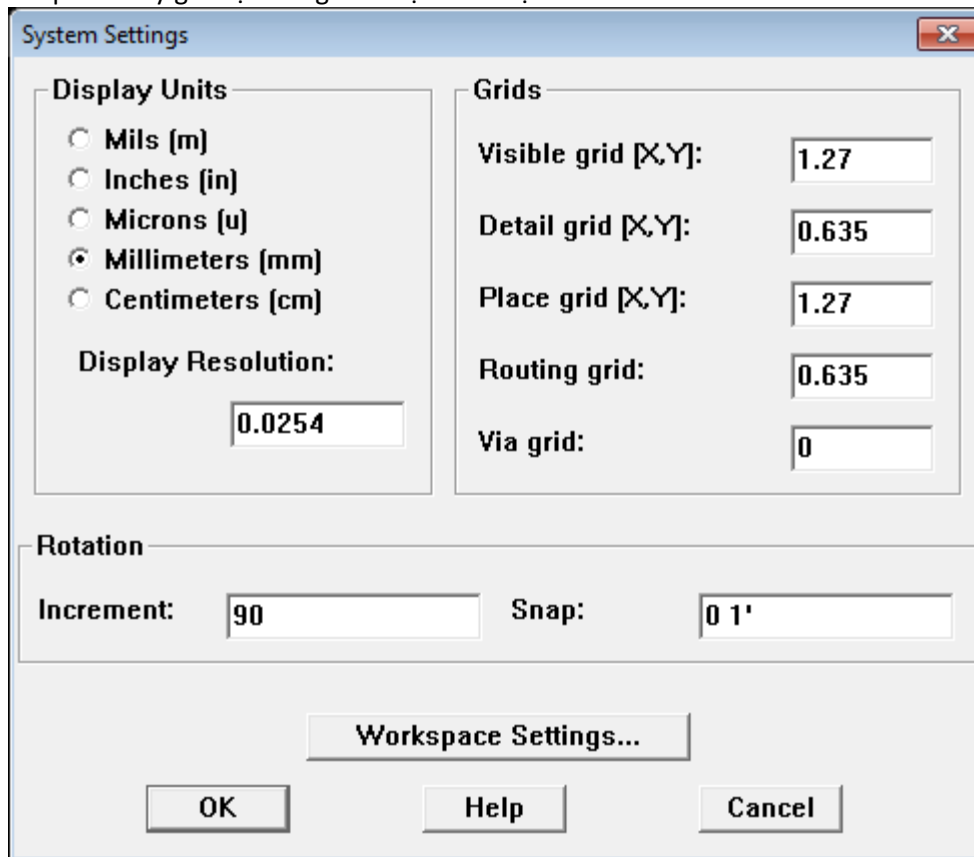 System Settings
Display Units
Mils (m)
Inches (in)
Microns (u)
Millimeters (mm)
Centimeters (cm)
Display Resolution:
0.0254
Grids
Visible grid [X,Y]: 1.27
Detail grid [X,Y]: 0.635
Place grid [X,Y]: 1.27
Routing grid: 0.635
Via grid: 0
Rotation
Increment: 90 Snap: 0 1'
Workspace Settings...
OK Help Cancel